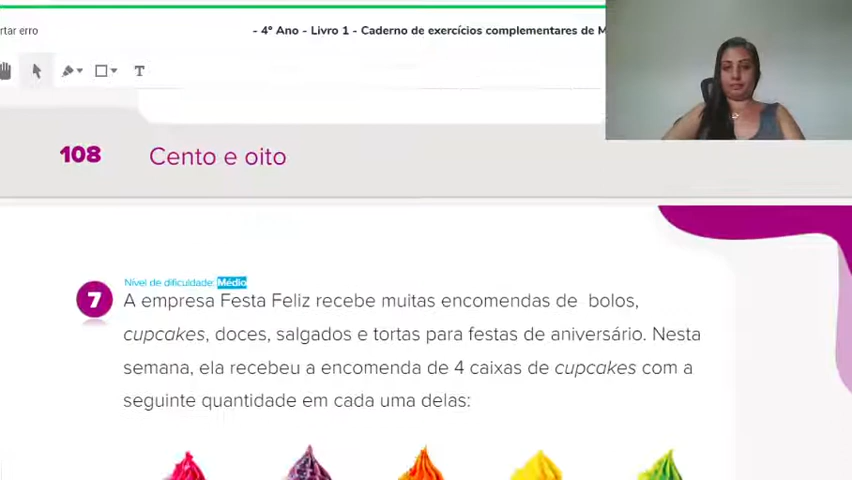 rtar erro
- 4º Ano - Livro 1 - Caderno de exercícios complementares de M
T
108 Cento e oito
Nível de dificuldade: Médio
7 A empresa Festa Feliz recebe muitas encomendas de bolos,
cupcakes, doces, salgados e tortas para festas de aniversário. Nesta
semana, ela recebeu a encomenda de 4 caixas de cupcakes com a
seguinte quantidade em cada uma delas: